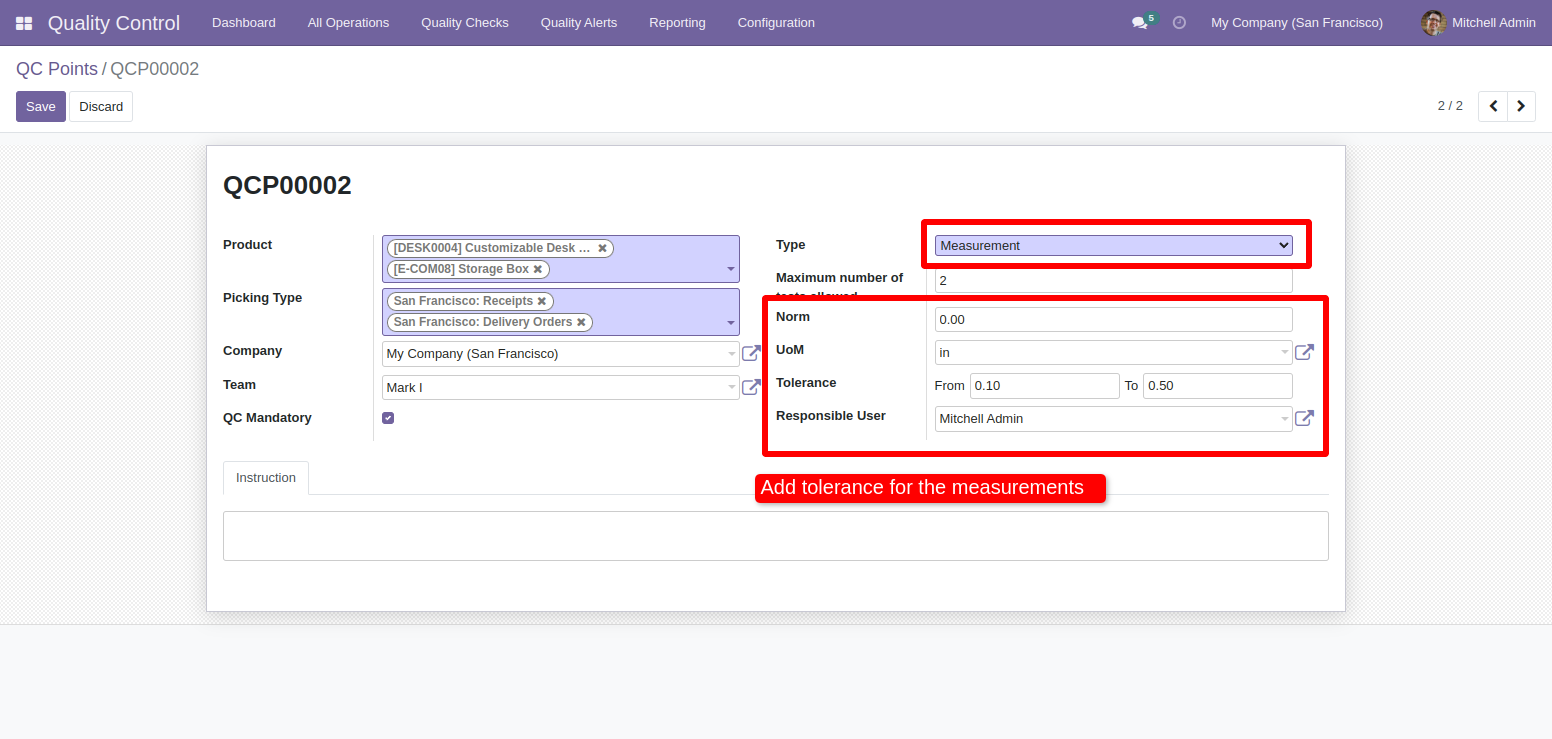 Quality Control Dashboard All Operations Quality Checks Quality Alerts Reporting Configuration 5 My Company (San Francisco) Mitchell Admin
QC Points / QCP00002
Save Discard 2 / 2
QCP00002
Product [DESK0004] Customizable Desk ...
[E-COM08] Storage Box
Picking Type San Francisco: Receipts
San Francisco: Delivery Orders
Company My Company (San Francisco)
Team Mark I
QC Mandatory
Type Measurement
Maximum number of 2
tests allowed
Norm 0.00
UoM in
Tolerance From 0.10 To 0.50
Responsible User Mitchell Admin
Instruction
Add tolerance for the measurements